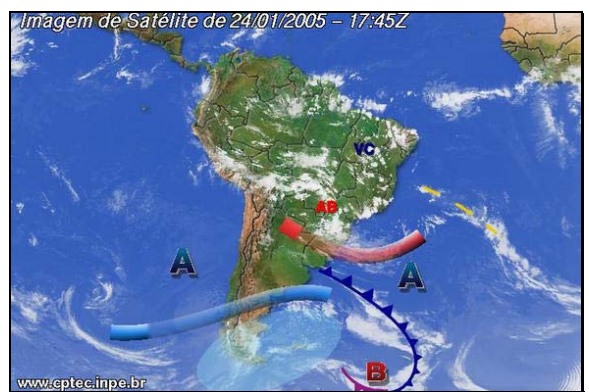 Imagem de Satélite de 24/01/2005 - 17:45Z
VC
AB
A
A
B
www.cptec.inpe.br